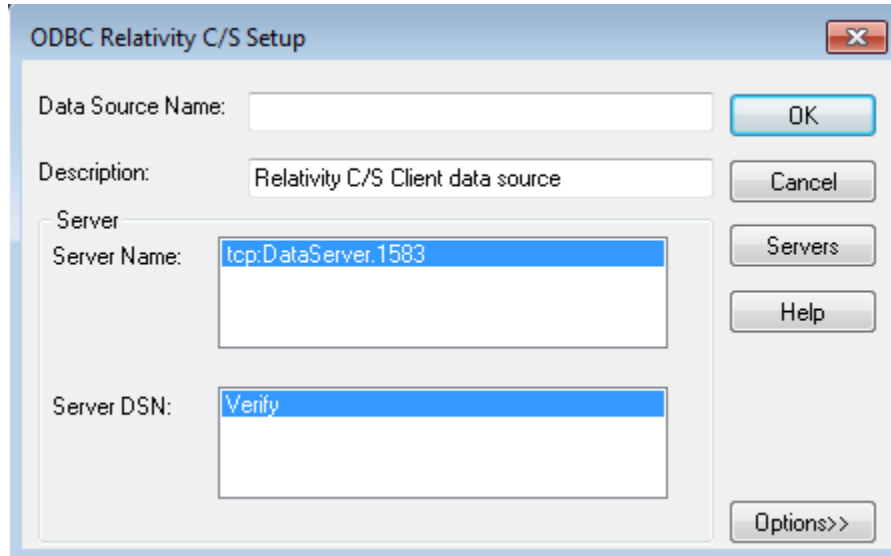 ODBC Relativity C/S Setup
Data Source Name:
OK
Description:
Relativity C/S Client data source
Cancel
Server
Server Name:
tcp:DataServer.1583
Servers
Help
Server DSN:
Verify
Options>>